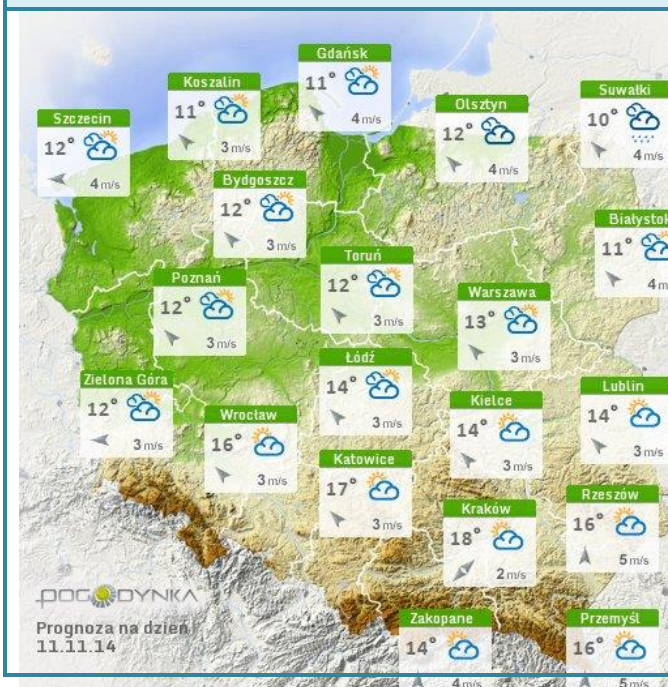 Gdańsk
11°
4 m/s
Koszalin
11°
3 m/s
Suwałki
10°
4 m/s
Olsztyn
12°
4 m/s
Szczecin
12°
4 m/s
Bydgoszcz
12°
3 m/s
Białystok
11°
4 m
Toruń
12°
3 m/s
Poznań
12°
3 m/s
Warszawa
13°
3 m/s
Łódź
14°
3 m/s
Zielona Góra
12°
3 m/s
Lublin
14°
3 m/s
Kielce
14°
3 m/s
Wrocław
16°
3 m/s
Katowice
17°
3 m/s
Rzeszów
16°
5 m/s
Kraków
18°
2 m/s
POGODYNKA
Prognoza na dzień
11.11.14
Zakopane
14°
4 m/s
Przemyśl
16°
5 m/s